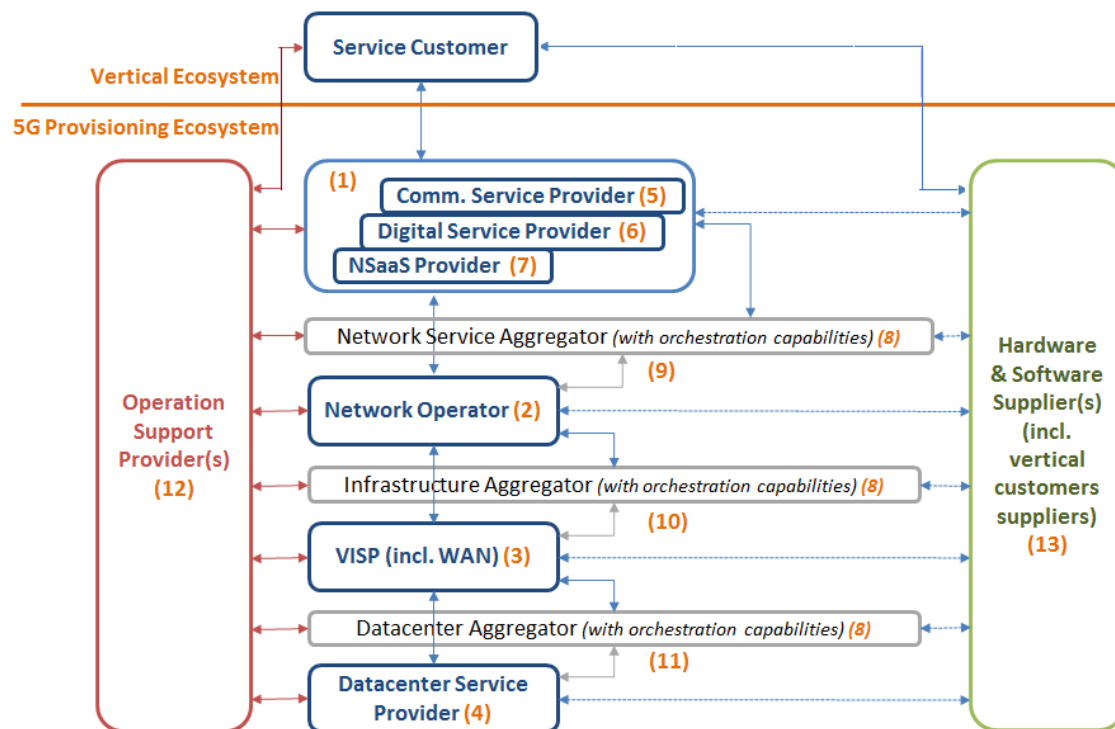 Service Customer
Vertical Ecosystem
5G Provisioning Ecosystem
(1)
Comm. Service Provider (5)
Digital Service Provider (6)
NSaaS Provider (7)
Network Service Aggregator (with orchestration capabilities) (8)
(9)
Network Operator (2)
Infrastructure Aggregator (with orchestration capabilities) (8)
(10)
VISP (incl. WAN) (3)
Datacenter Aggregator (with orchestration capabilities) (8)
(11)
Datacenter Service
Provider (4)
Operation
Support
Provider(s)
(12)
Hardware
& Software
Supplier(s)
(incl.
vertical
customers
suppliers)
(13)